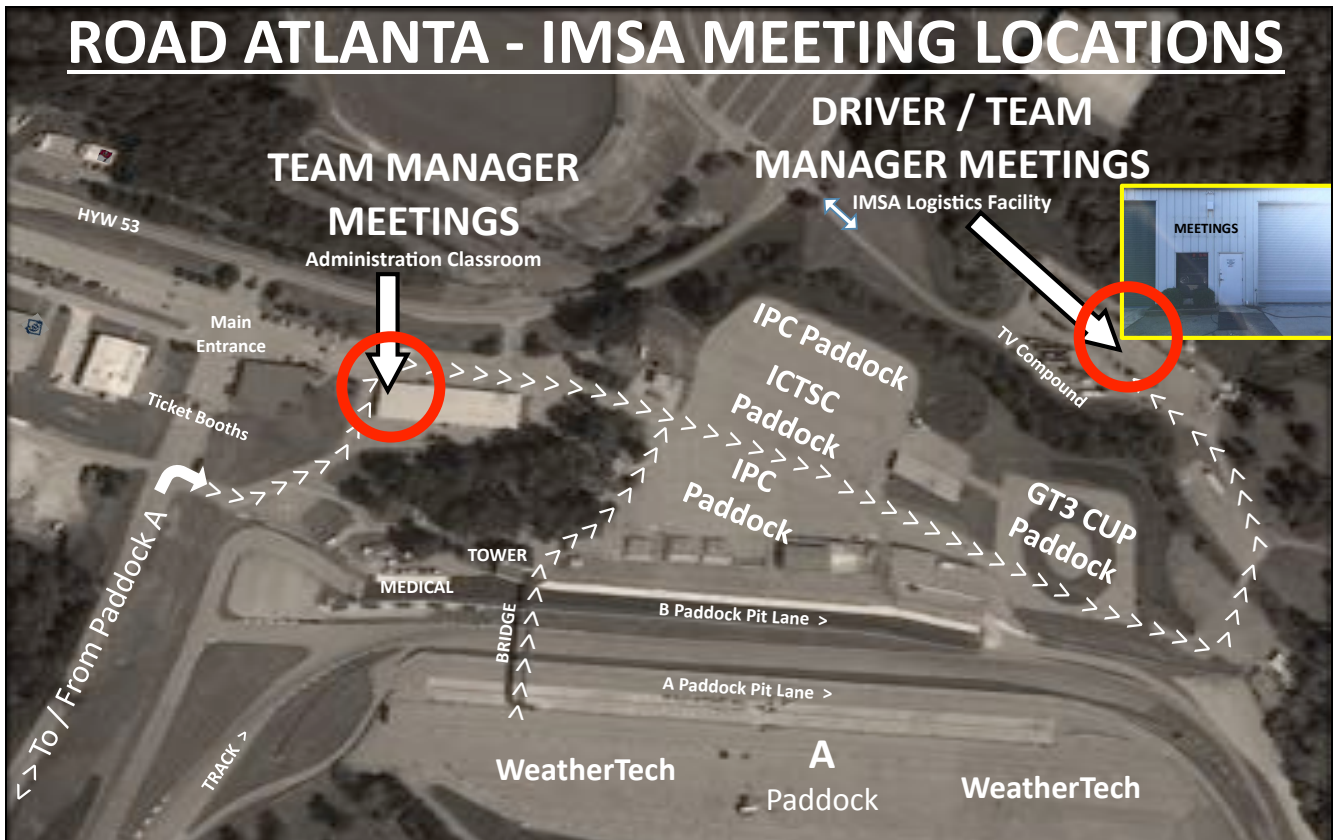 ROAD ATLANTA - IMSA MEETING LOCATIONS
DRIVER / TEAM
MANAGER MEETINGS
IMSA Logistics Facility
TEAM MANAGER
MEETINGS
Administration Classroom
HYW 53
MEETINGS
Main
Entrance
Ticket Booths
TV Compound
IPC Paddock
ICTSC
Paddock
IPC
Paddock
GT3 CUP
Paddock
TOWER
MEDICAL
BRIDGE
B Paddock Pit Lane >
A Paddock Pit Lane >
< > To / From Paddock A
TRACK >
WeatherTech
A
Paddock
WeatherTech